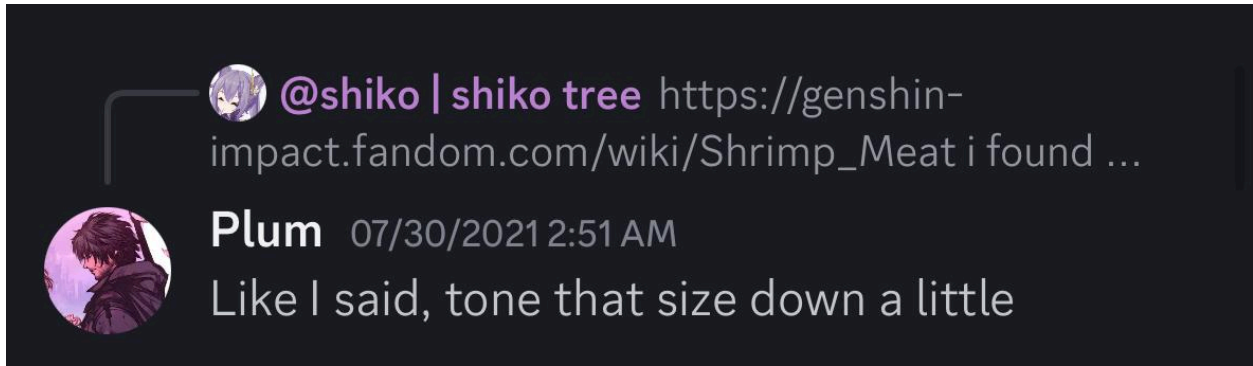 @shiko | shiko tree https://genshin-
impact.fandom.com/wiki/Shrimp_Meat i found ...
Plum 07/30/2021 2:51 AM
Like I said, tone that size down a little